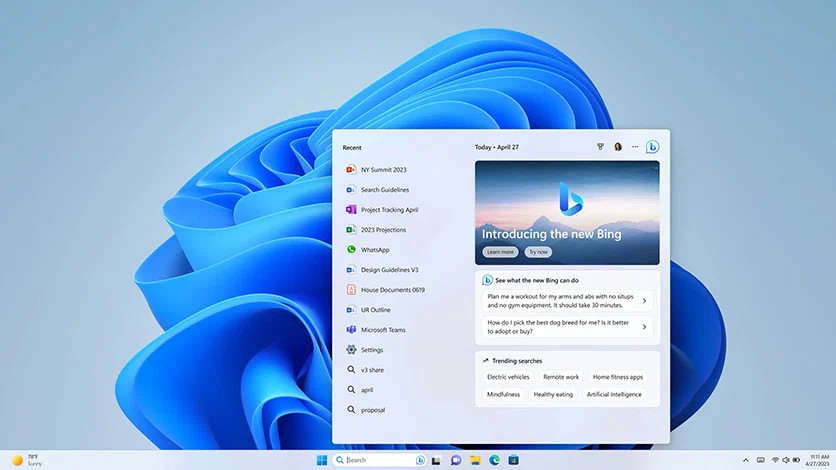 Recent
NY Summit 2023
Search Guidelines
Project Tracking April
2023 Projections
WhatsApp
Design Guidelines V3
House Documents 0619
UR Outline
Microsoft Teams
Settings
v3 share
april
proposal
Today • April 27
Introducing the new Bing
Learn more
Try now
See what the new Bing can do
Plan me a workout for my arms and abs with no situps
and no gym equipment. It should take 30 minutes.
How do I pick the best dog breed for me? Is it better
to adopt or buy?
Trending searches
Electric vehicles
Remote work
Home fitness apps
Mindfulness
Healthy eating
Artificial Intelligence
78°F
Sunny
Search
11:11 AM
4/27/2023